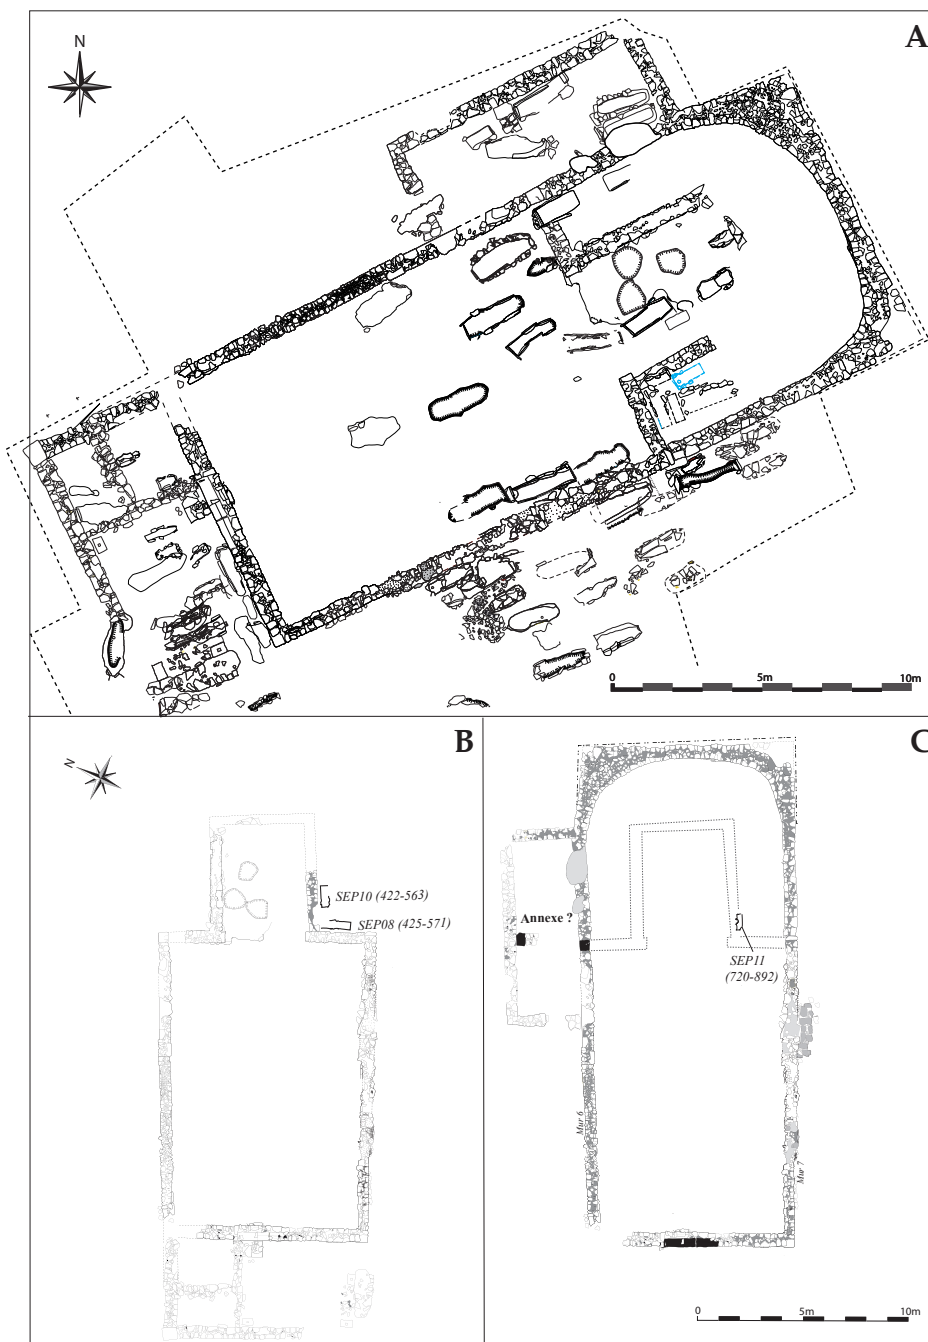 A
N
0 5m 10m
B
N
SEP10 (422-563)
SEP08 (425-571)
C
Annexe ?
SEP11
(720-892)
Mur 6
Mur 7
0 5m 10m